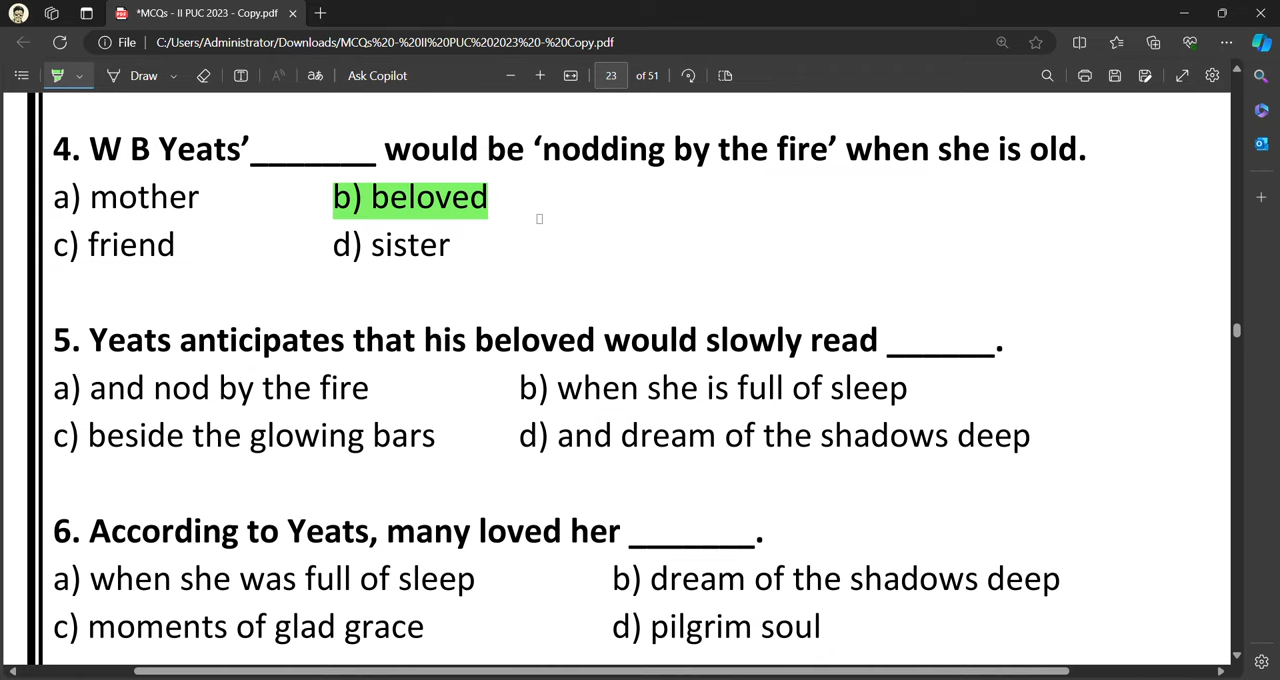 *MCQs - II PUC 2023 - Copy.pdf
File
C:/Users/Administrator/Downloads/MCQs%20-%20II%20PUC%202023%20-%20Copy.pdf
Draw
Ask Copilot
23
of 51
4. W B Yeats’_______ would be ‘nodding by the fire’ when she is old.
a) mother b) beloved
c) friend d) sister
5. Yeats anticipates that his beloved would slowly read ______.
a) and nod by the fire b) when she is full of sleep
c) beside the glowing bars d) and dream of the shadows deep
6. According to Yeats, many loved her _______.
a) when she was full of sleep b) dream of the shadows deep
c) moments of glad grace d) pilgrim soul